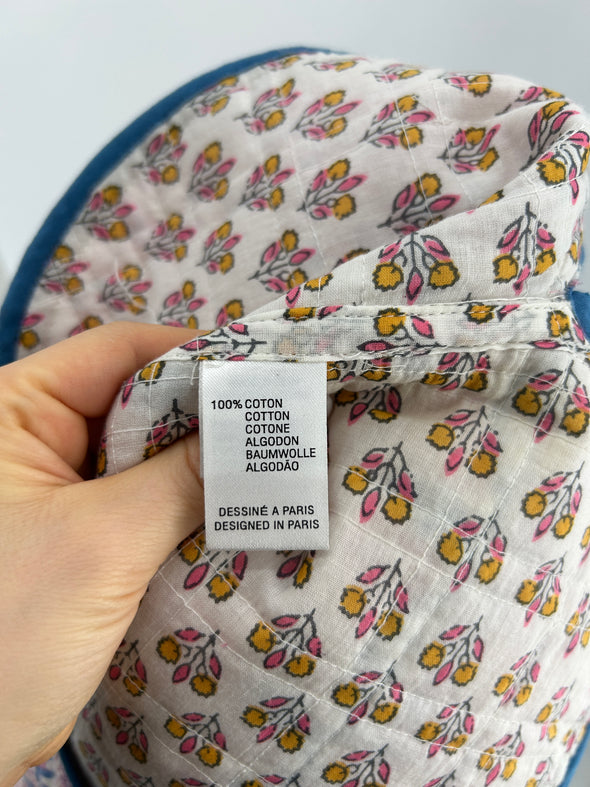 100% COTON
COTTON
COTONE
ALGODON
BAUMWOLLE
ALGODÃO
DESSINÉ A PARIS
DESIGNED IN PARIS